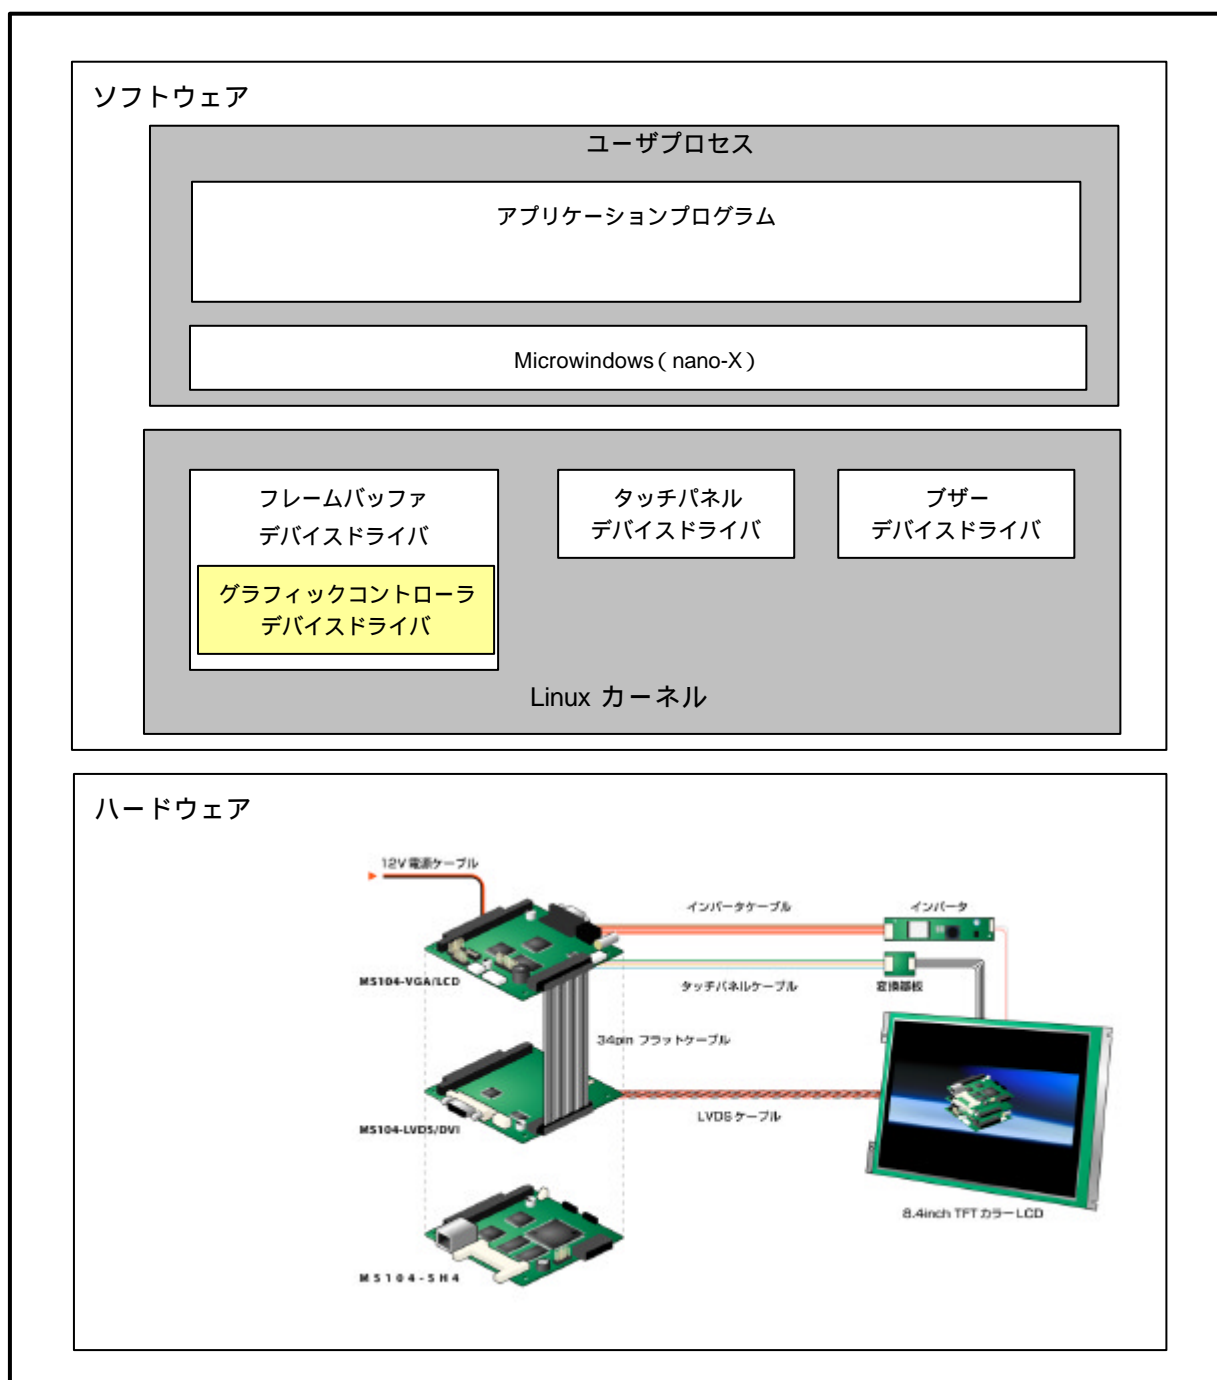 ソフトウェア
ユーザプロセス
アプリケーションプログラム
Microwindows(nano-X)
フレームバッファ
デバイスドライバ
グラフィックコントローラ
デバイスドライバ
タッチパネル
デバイスドライバ
ブザー
デバイスドライバ
Linux カーネル
ハードウェア
12V 電源ケーブル
インバータケーブル
インバータ
MS104-VGA/LCD
タッチパネルケーブル
変換基板
34pin フラットケーブル
MS104-LVDS/DVI
LVDS ケーブル
8.4inch TFT カラー LCD
MS104-SH4